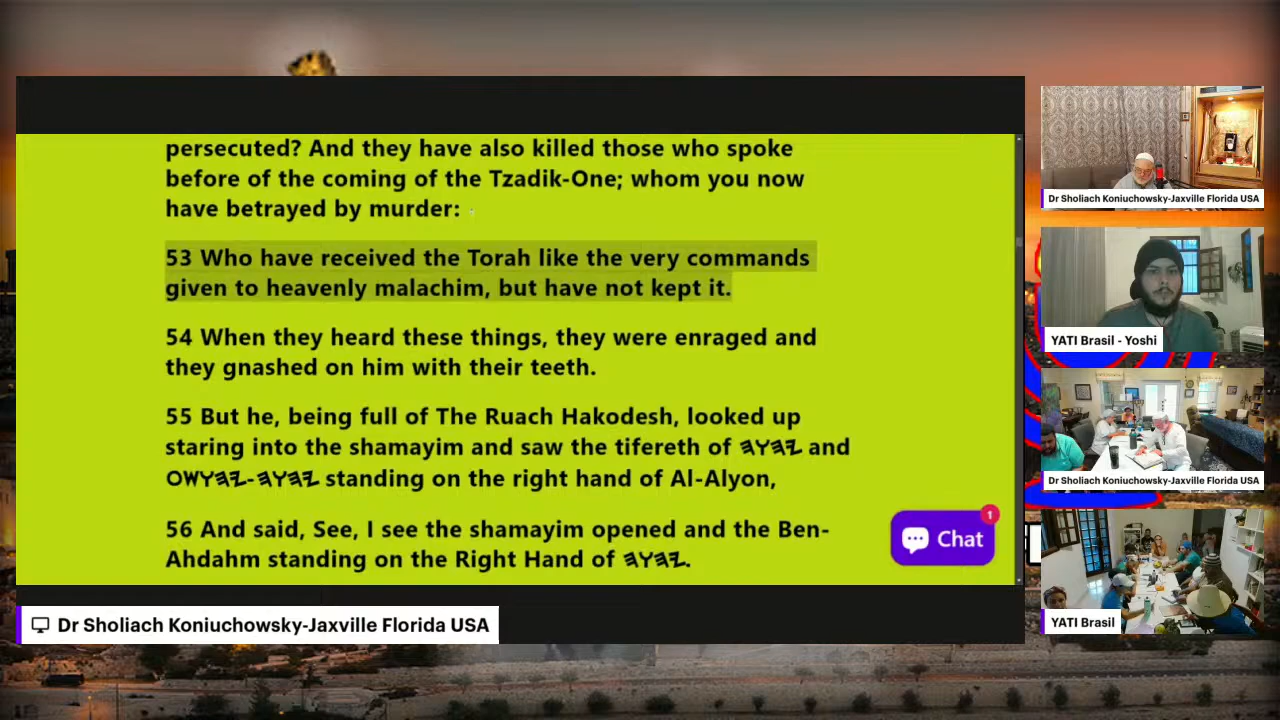 persecuted? And they have also killed those who spoke
before of the coming of the Tzadik-One; whom you now
have betrayed by murder:
53 Who have received the Torah like the very commands
given to heavenly malachim, but have not kept it.
54 When they heard these things, they were enraged and
they gnashed on him with their teeth.
55 But he, being full of The Ruach Hakodesh, looked up
staring into the shamayim and saw the tifereth of 𐤉𐤄𐤅𐤄 and
𐤉𐤄𐤅𐤄-𐤉𐤄𐤅𐤔𐤏 standing on the right hand of Al-Alyon,
56 And said, See, I see the shamayim opened and the Ben-
Ahdahm standing on the Right Hand of 𐤉𐤄𐤅𐤄.
Chat
1
Dr Sholiach Koniuchowsky-Jaxville Florida USA
Dr Sholiach Koniuchowsky-Jaxville Florida USA
YATI Brasil - Yoshi
Dr Sholiach Koniuchowsky-Jaxville Florida USA
YATI Brasil